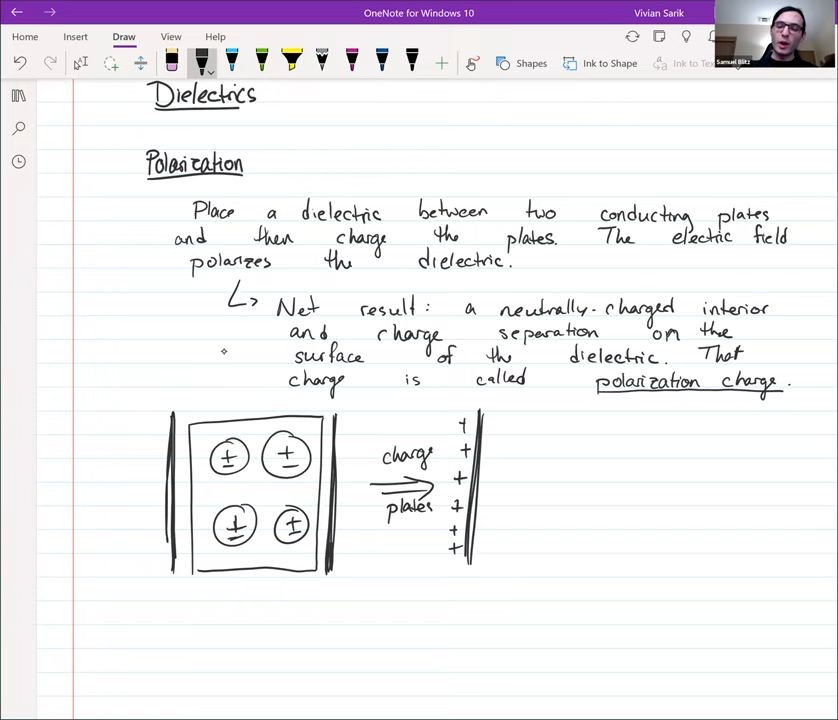 OneNote for Windows 10
Vivian Sarik
Home Insert Draw View Help
Shapes Ink to Shape
Samuel Blitz
Dielectrics
Polarization
Place a dielectric between two conducting plates
and then charge the plates. The electric field
polarizes the dielectric.
Net result: a neutrally-charged interior
and charge separation on the
surface of the dielectric. That
charge is called polarization charge.
± ±
± ±
charge
plates
+
+
+
+
+
+